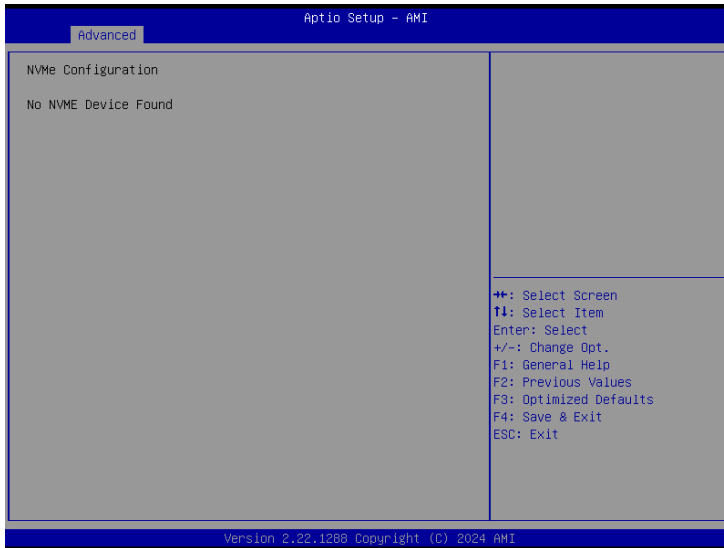 Aptio Setup - AMI
Advanced
NVMe Configuration
No NVME Device Found
→←: Select Screen
↑↓: Select Item
Enter: Select
+/-: Change Opt.
F1: General Help
F2: Previous Values
F3: Optimized Defaults
F4: Save & Exit
ESC: Exit
Version 2.22.1288 Copyright (C) 2024 AMI